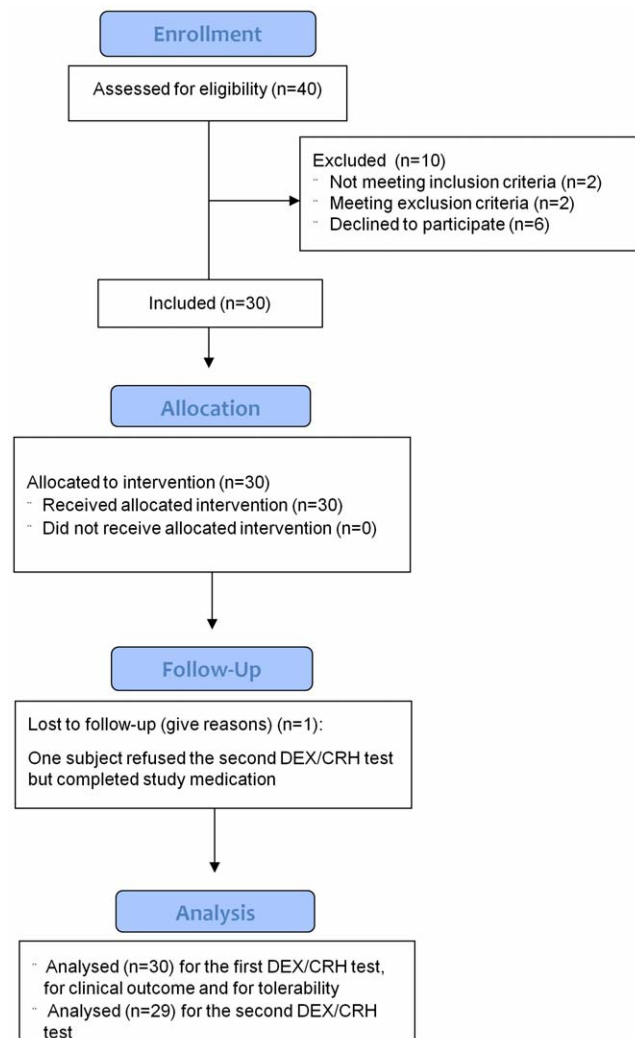 Enrollment
Assessed for eligibility (n=40)
Excluded (n=10)
¨ Not meeting inclusion criteria (n=2)
¨ Meeting exclusion criteria (n=2)
¨ Declined to participate (n=6)
Included (n=30)
Allocation
Allocated to intervention (n=30)
¨ Received allocated intervention (n=30)
¨ Did not receive allocated intervention (n=0)
Follow-Up
Lost to follow-up (give reasons) (n=1):
One subject refused the second DEX/CRH test
but completed study medication
Analysis
¨ Analysed (n=30) for the first DEX/CRH test,
for clinical outcome and for tolerability
¨ Analysed (n=29) for the second DEX/CRH
test